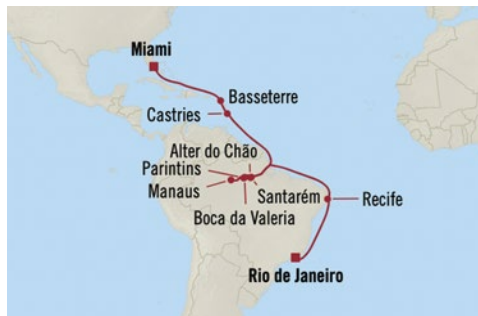 Miami
Basseterre
Castries
Alter do Chão
Parintins
Manaus
Santarém
Boca da Valeria
Recife
Rio de Janeiro